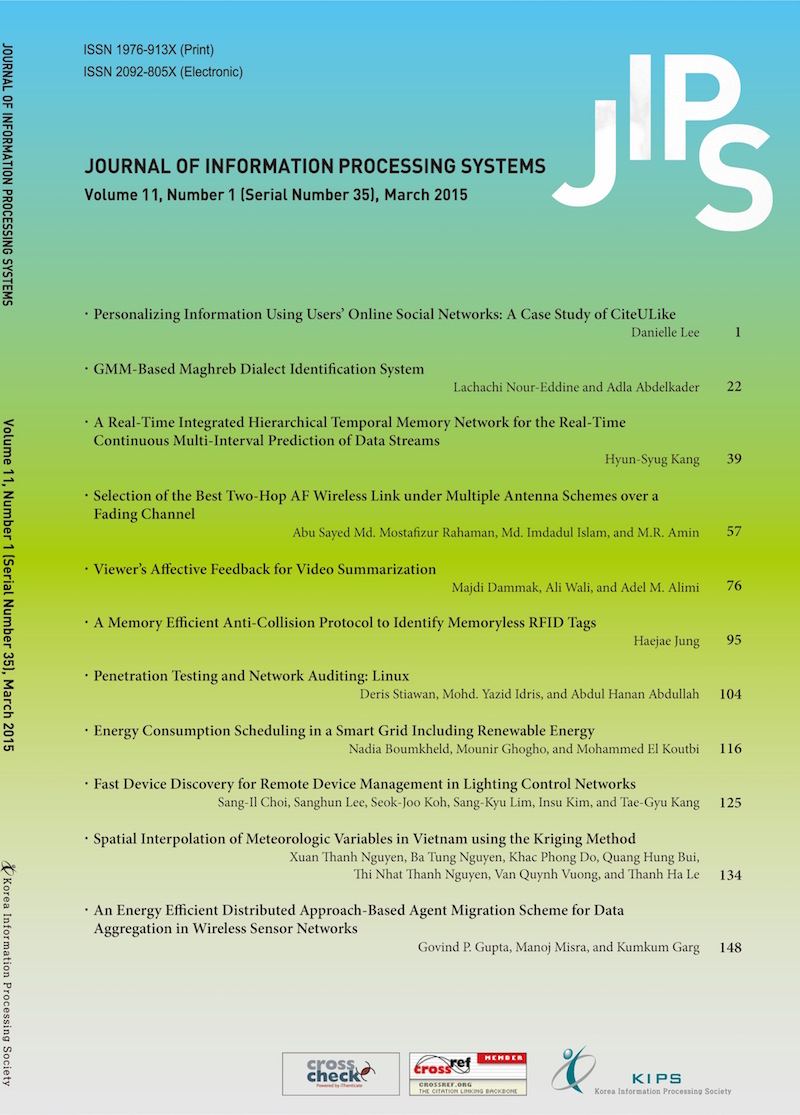 ISSN 1976-913X (Print)
ISSN 2092-805X (Electronic)
JIPS
JOURNAL OF INFORMATION PROCESSING SYSTEMS
Volume 11, Number 1 (Serial Number 35), March 2015
· Personalizing Information Using Users' Online Social Networks: A Case Study of CiteULike
Danielle Lee 1
· GMM-Based Maghreb Dialect Identification System
Lachachi Nour-Eddine and Adla Abdelkader 22
· A Real-Time Integrated Hierarchical Temporal Memory Network for the Real-Time
Continuous Multi-Interval Prediction of Data Streams
Hyun-Syug Kang 39
· Selection of the Best Two-Hop AF Wireless Link under Multiple Antenna Schemes over a
Fading Channel
Abu Sayed Md. Mostafizur Rahaman, Md. Imdadul Islam, and M.R. Amin 57
· Viewer's Affective Feedback for Video Summarization
Majdi Dammak, Ali Wali, and Adel M. Alimi 76
· A Memory Efficient Anti-Collision Protocol to Identify Memoryless RFID Tags
Haejae Jung 95
· Penetration Testing and Network Auditing: Linux
Deris Stiawan, Mohd. Yazid Idris, and Abdul Hanan Abdullah 104
· Energy Consumption Scheduling in a Smart Grid Including Renewable Energy
Nadia Boumkheld, Mounir Ghogho, and Mohammed El Koutbi 116
· Fast Device Discovery for Remote Device Management in Lighting Control Networks
Sang-Il Choi, Sanghun Lee, Seok-Joo Koh, Sang-Kyu Lim, Insu Kim, and Tae-Gyu Kang 125
· Spatial Interpolation of Meteorologic Variables in Vietnam using the Kriging Method
Xuan Thanh Nguyen, Ba Tung Nguyen, Khac Phong Do, Quang Hung Bui,
Thi Nhat Thanh Nguyen, Van Quynh Vuong, and Thanh Ha Le 134
· An Energy Efficient Distributed Approach-Based Agent Migration Scheme for Data
Aggregation in Wireless Sensor Networks
Govind P. Gupta, Manoj Misra, and Kumkum Garg 148
cross
check
Powered by iThenticate
crossref
MEMBER
CROSSREF.ORG
THE CITATION LINKING BACKBONE
KIPS
Korea Information Processing Society
JOURNAL OF INFORMATION PROCESSING SYSTEMS
Volume 11, Number 1 (Serial Number 35), March 2015
Korea Information Processing Society